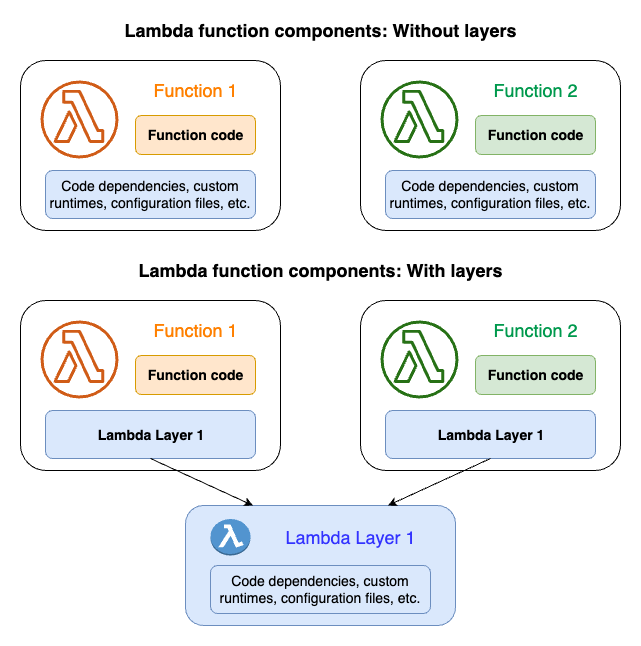 Lambda function components: Without layers
Function 1
Function code
Code dependencies, custom
runtimes, configuration files, etc.
Function 2
Function code
Code dependencies, custom
runtimes, configuration files, etc.
Lambda function components: With layers
Function 1
Function code
Lambda Layer 1
Function 2
Function code
Lambda Layer 1
Lambda Layer 1
Code dependencies, custom
runtimes, configuration files, etc.